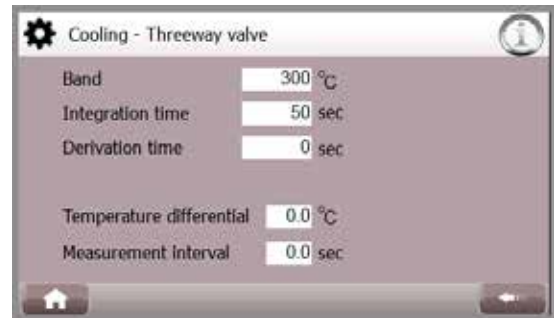 Cooling - Threeway valve
Band 300 °C
Integration time 50 sec
Derivation time 0 sec
Temperature differential 0.0 °C
Measurement interval 0.0 sec